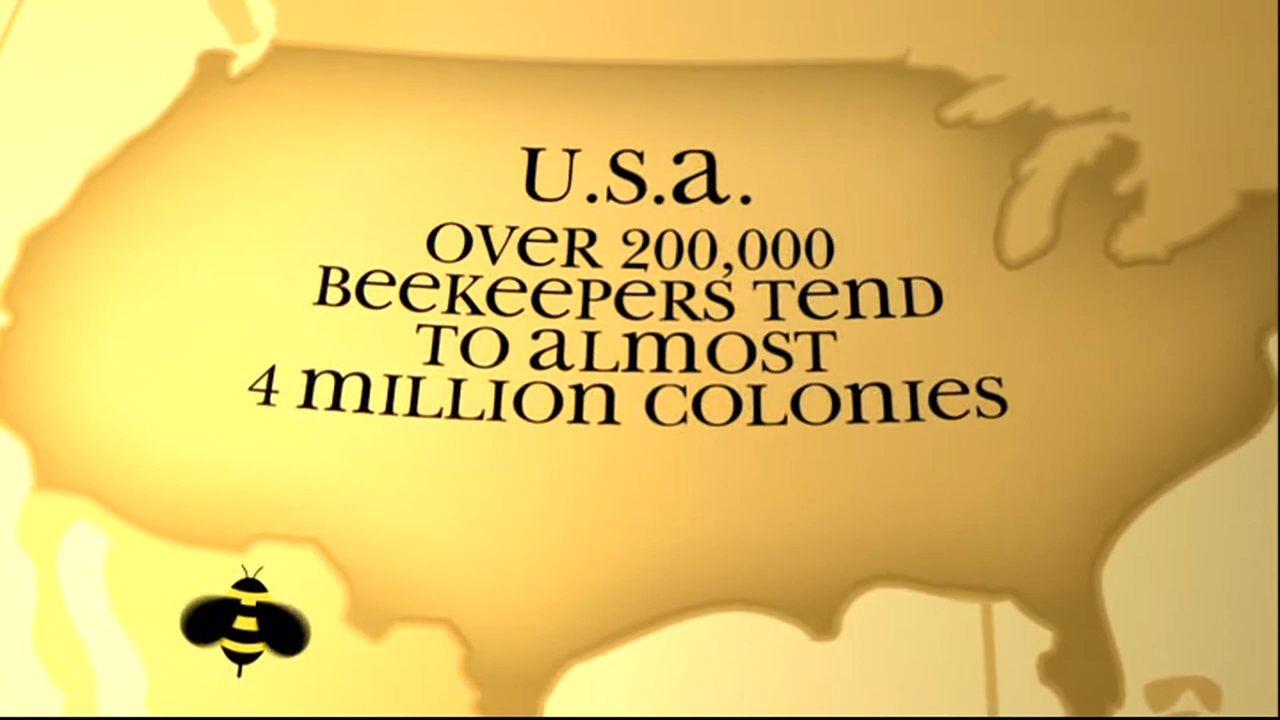 U.S.a.
OVeR 200,000
BeeKeePeRS TenD
TO aLmOST
4 mILLIOn COLOnIeS